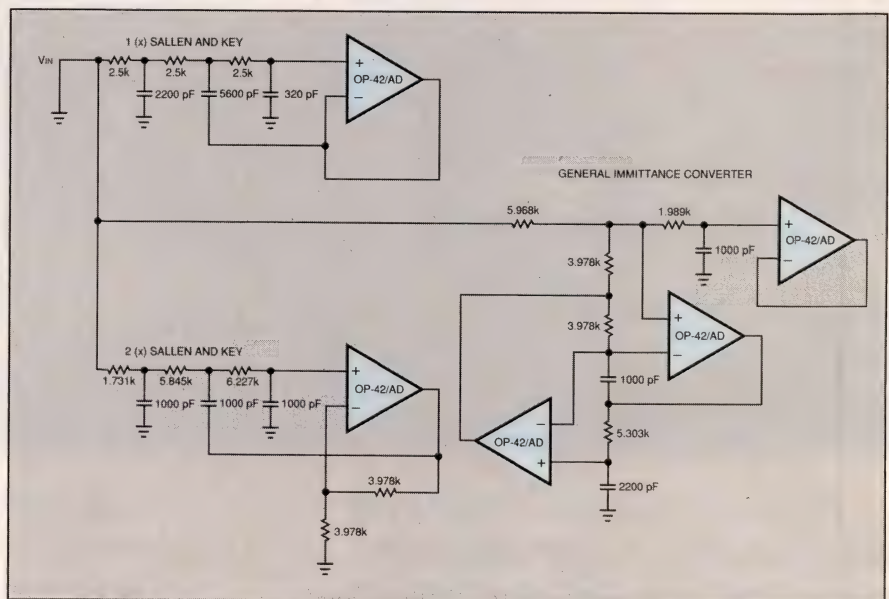 1 (x) SALLEN AND KEY
VIN
2.5k
2.5k
2.5k
2200 pF
5600 pF
320 pF
+
−
OP-42/AD
GENERAL IMMITTANCE CONVERTER
5.968k
1.989k
1000 pF
+
−
OP-42/AD
3.978k
3.978k
+
−
OP-42/AD
1000 pF
5.303k
−
+
OP-42/AD
2200 pF
2 (x) SALLEN AND KEY
1.731k
5.845k
6.227k
1000 pF
1000 pF
1000 pF
+
−
OP-42/AD
3.978k
3.978k